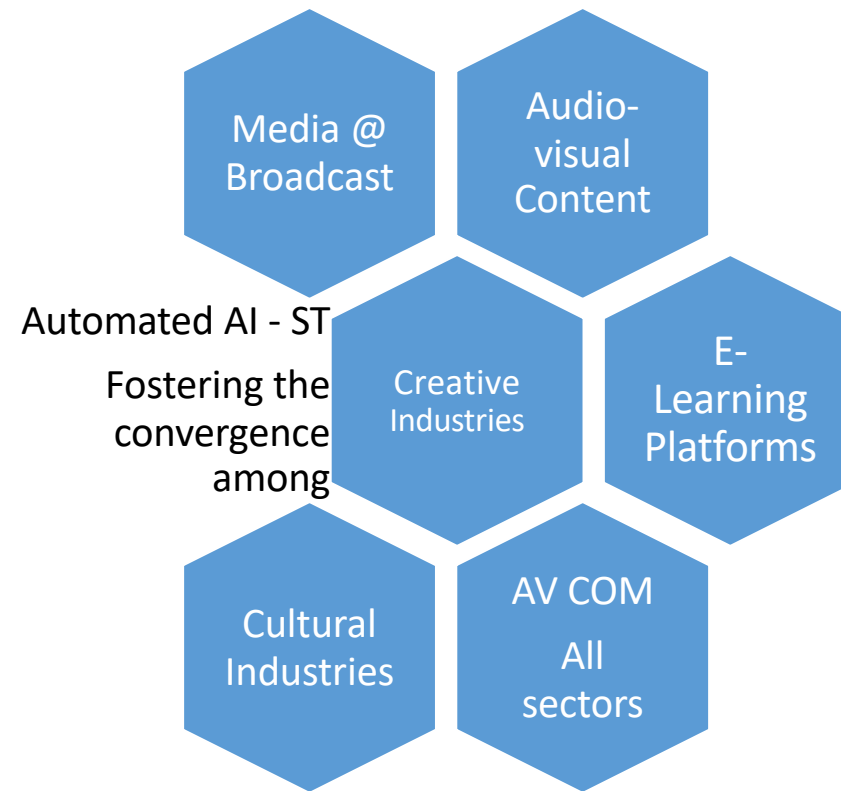 Media @
Broadcast
Audio-
visual
Content
Automated AI - ST
Fostering the
convergence
among
Creative
Industries
E-
Learning
Platforms
Cultural
Industries
AV COM
All
sectors